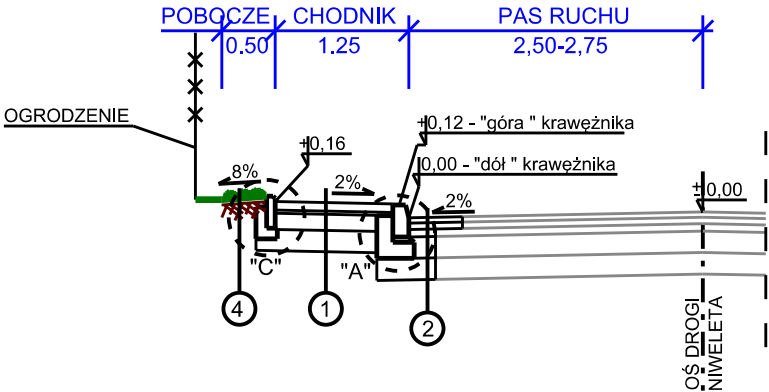 POBOCZE CHODNIK PAS RUCHU
0.50 1.25 2,50-2,75
OGRODZENIE
+0,12 - "góra " krawężnika
±0,16
0,00 - "dół " krawężnika
8%
2%
2%
±0,00
"C"
"A"
4
1
2
OŚ DROGI
NIWELETA